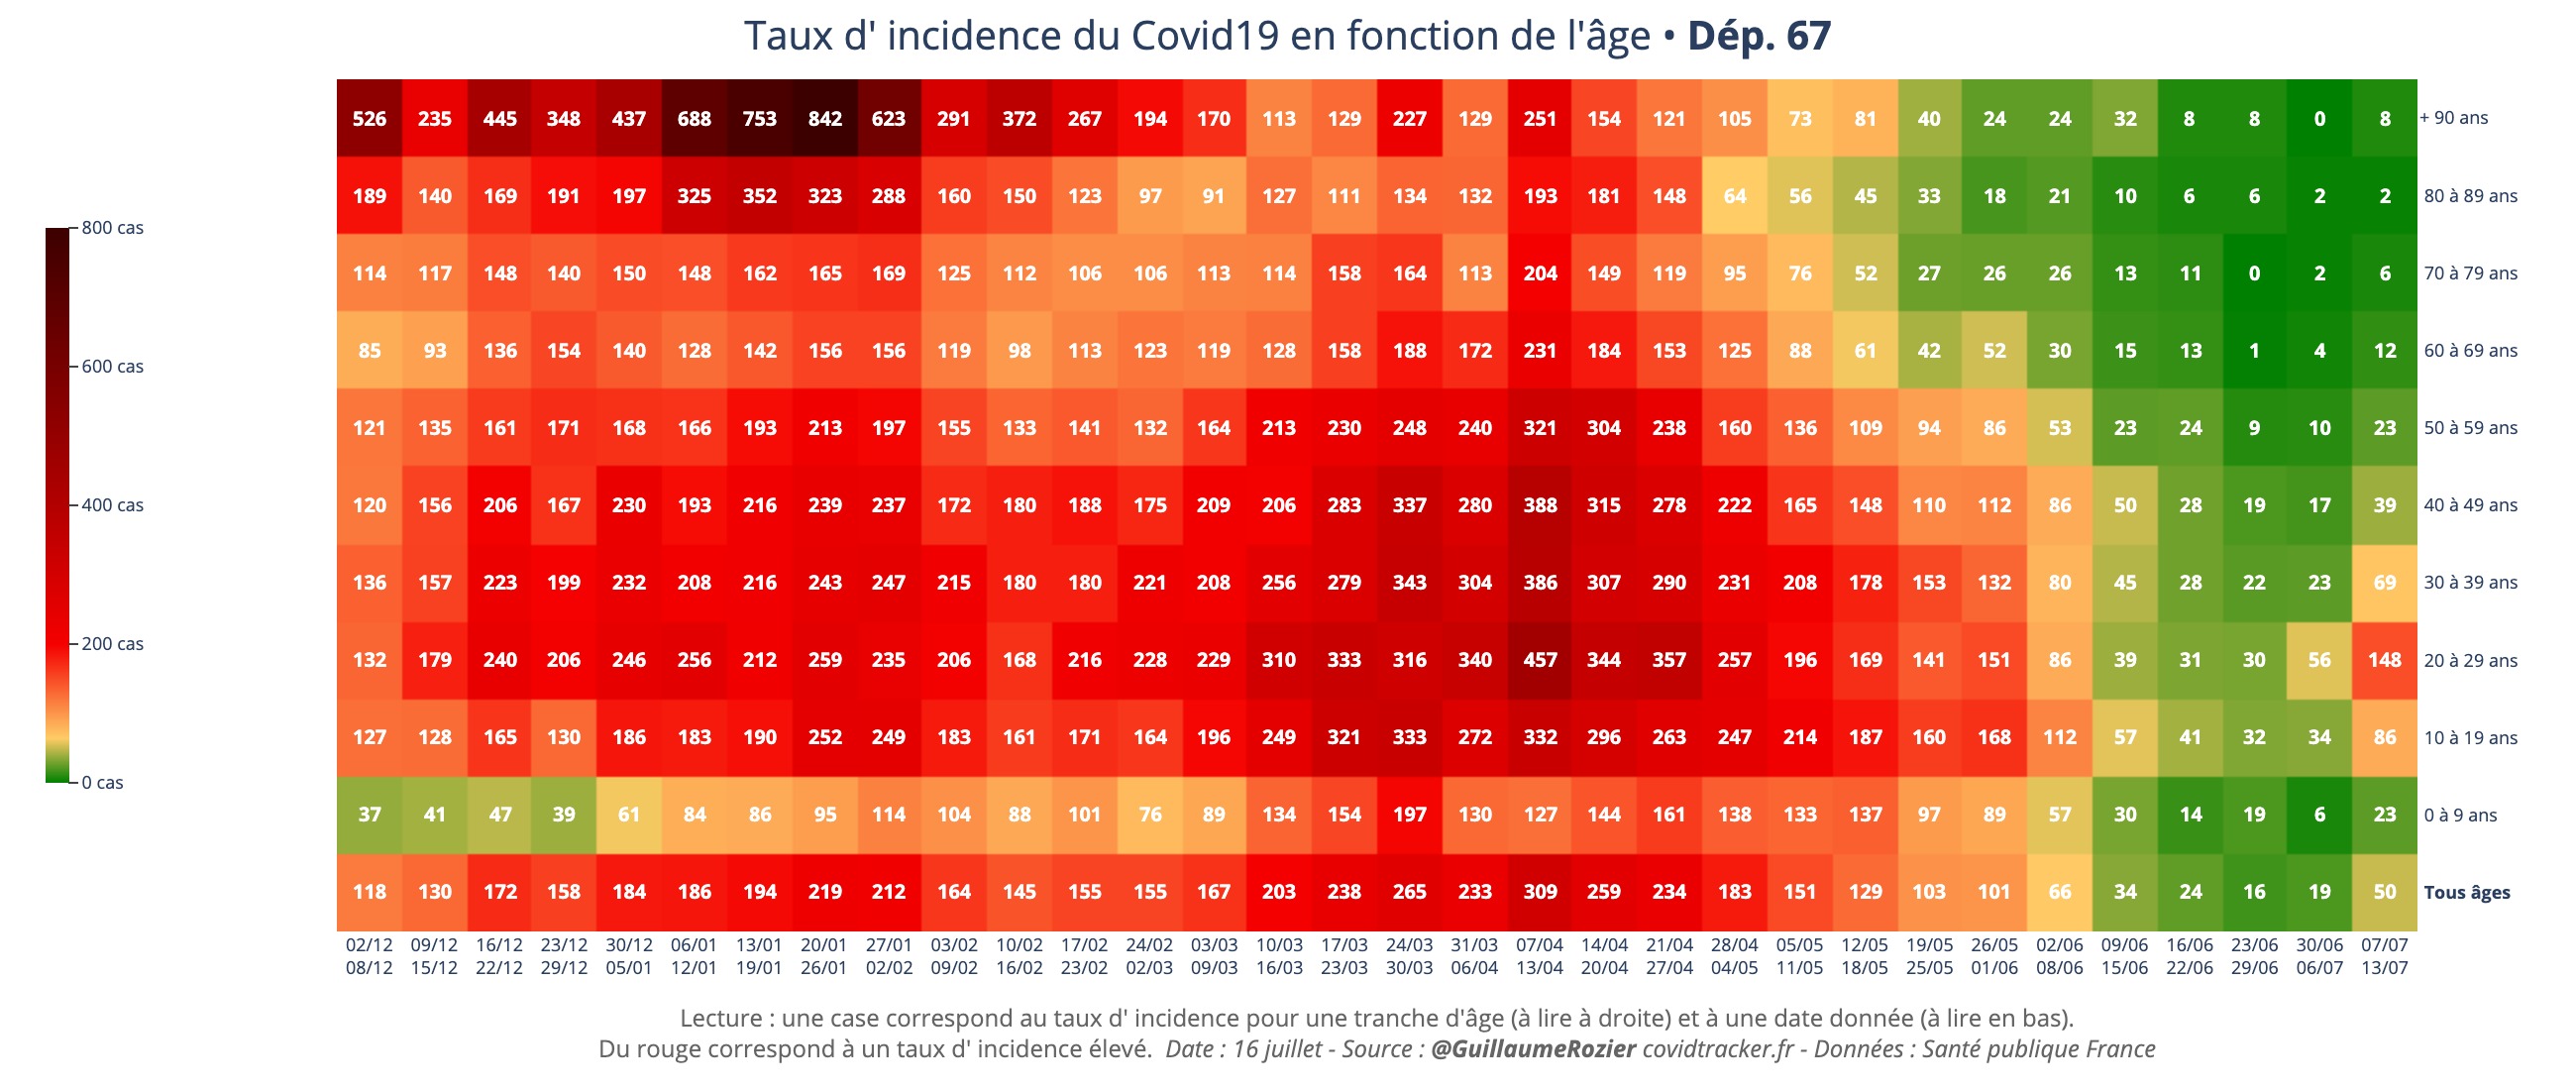 Taux d' incidence du Covid19 en fonction de l'âge • Dép. 67
526 235 445 348 437 688 753 842 623 291 372 267 194 170 113 129 227 129 251 154 121 105 73 81 40 24 24 32 8 8 0 8 + 90 ans
189 140 169 191 197 325 352 323 288 160 150 123 97 91 127 111 134 132 193 181 148 64 56 45 33 18 21 10 6 6 2 2 80 à 89 ans
800 cas
114 117 148 140 150 148 162 165 169 125 112 106 106 113 114 158 164 113 204 149 119 95 76 52 27 26 26 13 11 0 2 6 70 à 79 ans
85 93 136 154 140 128 142 156 156 119 98 113 123 119 128 158 188 172 231 184 153 125 88 61 42 52 30 15 13 1 4 12 60 à 69 ans
600 cas
121 135 161 171 168 166 193 213 197 155 133 141 132 164 213 230 248 240 321 304 238 160 136 109 94 86 53 23 24 9 10 23 50 à 59 ans
400 cas
120 156 206 167 230 193 216 239 237 172 180 188 175 209 206 283 337 280 388 315 278 222 165 148 110 112 86 50 28 19 17 39 40 à 49 ans
136 157 223 199 232 208 216 243 247 215 180 180 221 208 256 279 343 304 386 307 290 231 208 178 153 132 80 45 28 22 23 69 30 à 39 ans
200 cas
132 179 240 206 246 256 212 259 235 206 168 216 228 229 310 333 316 340 457 344 357 257 196 169 141 151 86 39 31 30 56 148 20 à 29 ans
127 128 165 130 186 183 190 252 249 183 161 171 164 196 249 321 333 272 332 296 263 247 214 187 160 168 112 57 41 32 34 86 10 à 19 ans
0 cas
37 41 47 39 61 84 86 95 114 104 88 101 76 89 134 154 197 130 127 144 161 138 133 137 97 89 57 30 14 19 6 23 0 à 9 ans
118 130 172 158 184 186 194 219 212 164 145 155 155 167 203 238 265 233 309 259 234 183 151 129 103 101 66 34 24 16 19 50 Tous âges
02/12 09/12 16/12 23/12 30/12 06/01 13/01 20/01 27/01 03/02 10/02 17/02 24/02 03/03 10/03 17/03 24/03 31/03 07/04 14/04 21/04 28/04 05/05 12/05 19/05 26/05 02/06 09/06 16/06 23/06 30/06 07/07
08/12 15/12 22/12 29/12 05/01 12/01 19/01 26/01 02/02 09/02 16/02 23/02 02/03 09/03 16/03 23/03 30/03 06/04 13/04 20/04 27/04 04/05 11/05 18/05 25/05 01/06 08/06 15/06 22/06 29/06 06/07 13/07
Lecture : une case correspond au taux d' incidence pour une tranche d'âge (à lire à droite) et à une date donnée (à lire en bas).
Du rouge correspond à un taux d' incidence élevé. Date : 16 juillet - Source : @GuillaumeRozier covidtracker.fr - Données : Santé publique France